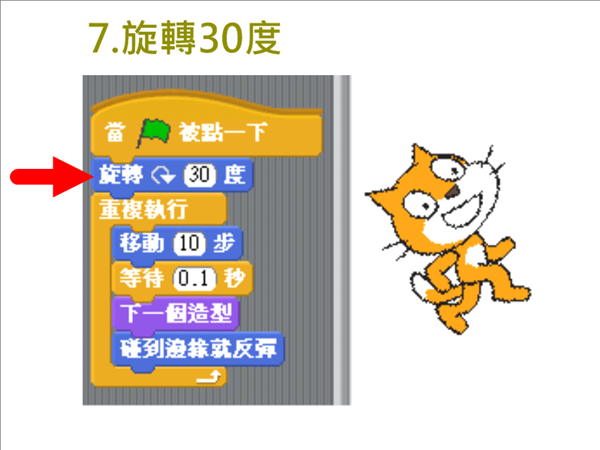 7.旋轉30度
當 被點一下
旋轉 30 度
重複執行
移動 10 步
等待 0.1 秒
下一個造型
碰到邊緣就反彈